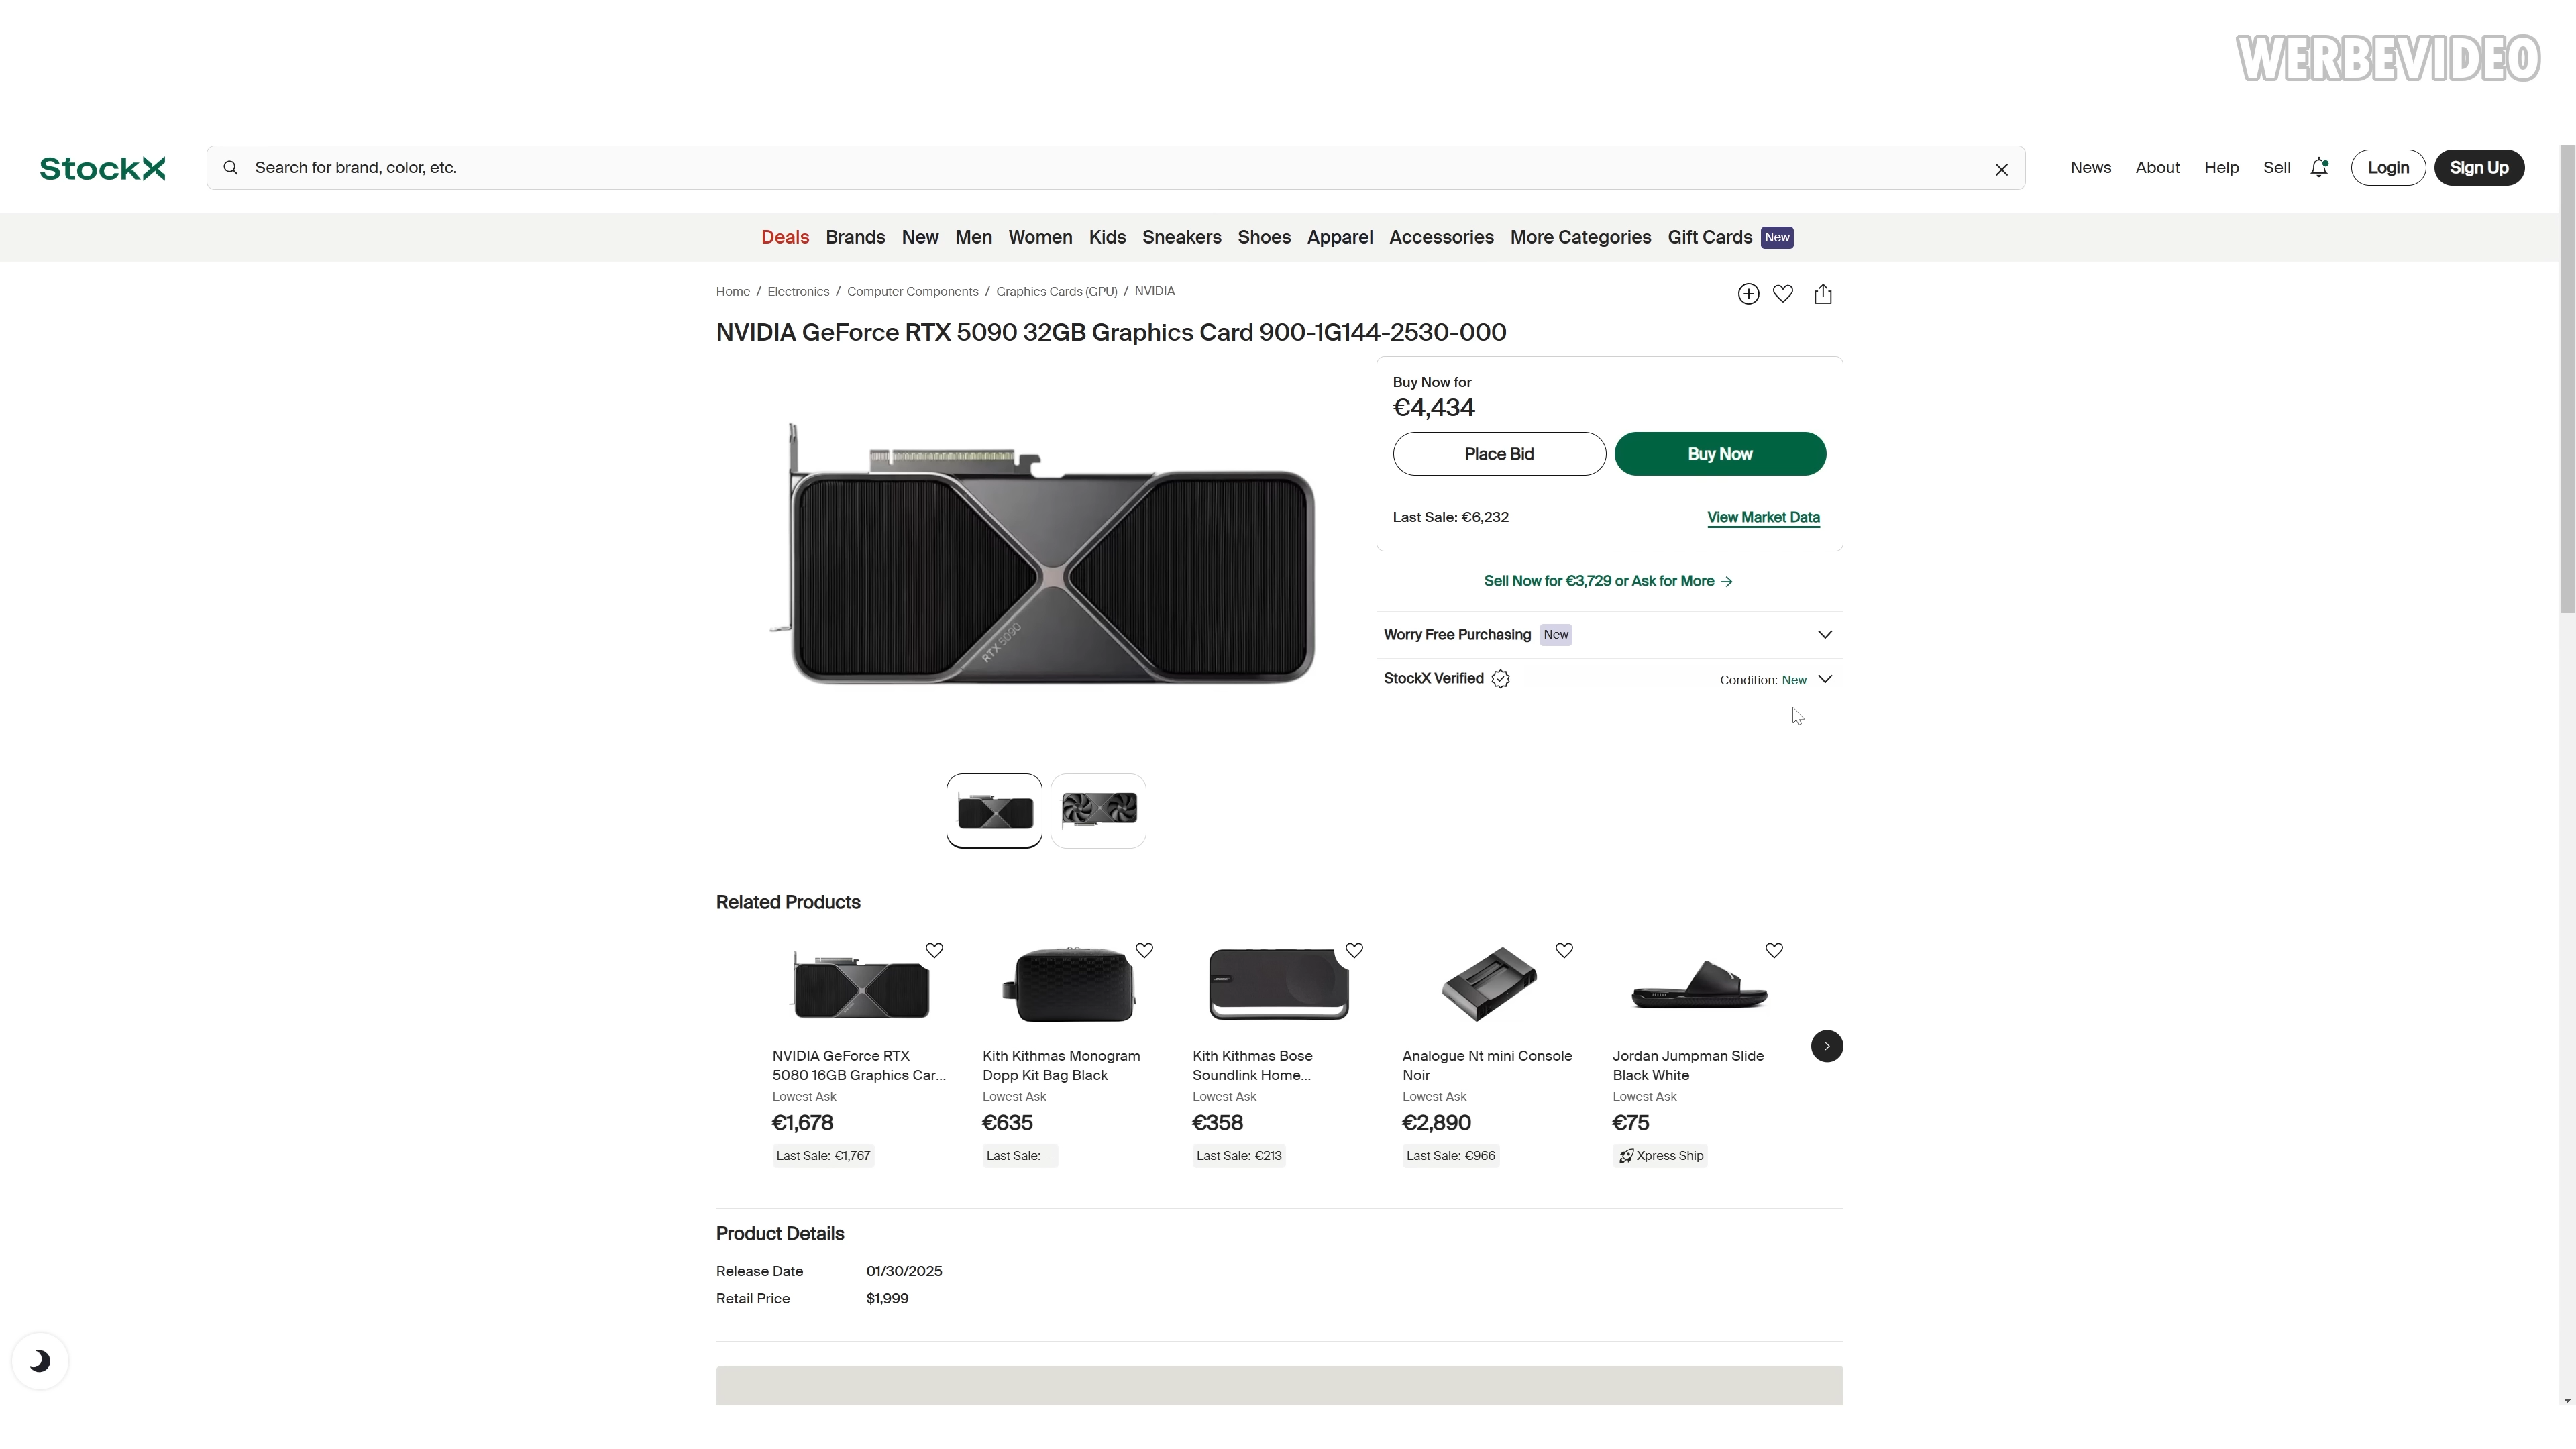 WERBEVIDEO
StockX
Search for brand, color, etc.
News About Help Sell Login Sign Up
Deals Brands New Men Women Kids Sneakers Shoes Apparel Accessories More Categories Gift Cards New
Home / Electronics / Computer Components / Graphics Cards (GPU) / NVIDIA
NVIDIA GeForce RTX 5090 32GB Graphics Card 900-1G144-2530-000
Buy Now for
€4,434
Place Bid Buy Now
Last Sale: €6,232 View Market Data
Sell Now for €3,729 or Ask for More →
Worry Free Purchasing New
StockX Verified Condition: New
RTX 5090
Related Products
NVIDIA GeForce RTX
5080 16GB Graphics Car...
Lowest Ask
€1,678
Last Sale: €1,767
Kith Kithmas Monogram
Dopp Kit Bag Black
Lowest Ask
€635
Last Sale: --
Kith Kithmas Bose
Soundlink Home...
Lowest Ask
€358
Last Sale: €213
Analogue Nt mini Console
Noir
Lowest Ask
€2,890
Last Sale: €966
Jordan Jumpman Slide
Black White
Lowest Ask
€75
Xpress Ship
Product Details
Release Date 01/30/2025
Retail Price $1,999